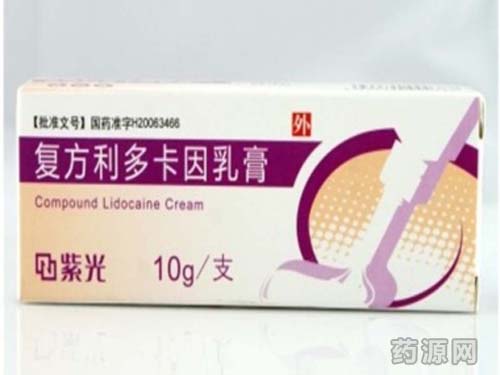 【批准文号】国药准字H20063466
外
复方利多卡因乳膏
Compound Lidocaine Cream
紫光
10g/支
药源网